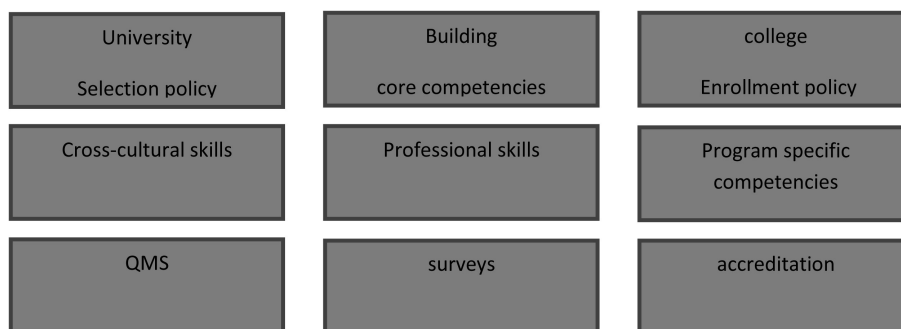 University
Selection policy
Building
core competencies
college
Enrollment policy
Cross-cultural skills
Professional skills
Program specific
competencies
QMS
surveys
accreditation